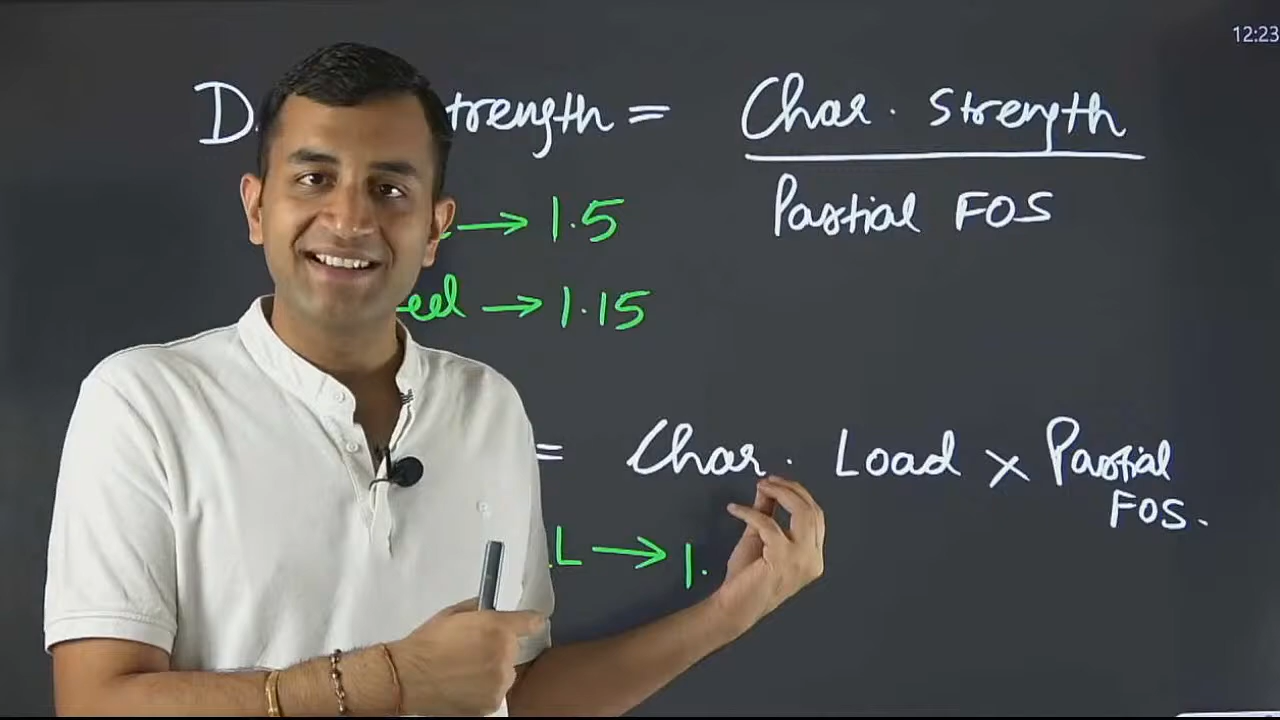 12:23
D trength = Char. Strength
Partial FOS
→ 1.5
eel → 1.15
= Char. Load × Partial
FOS.
L → 1.